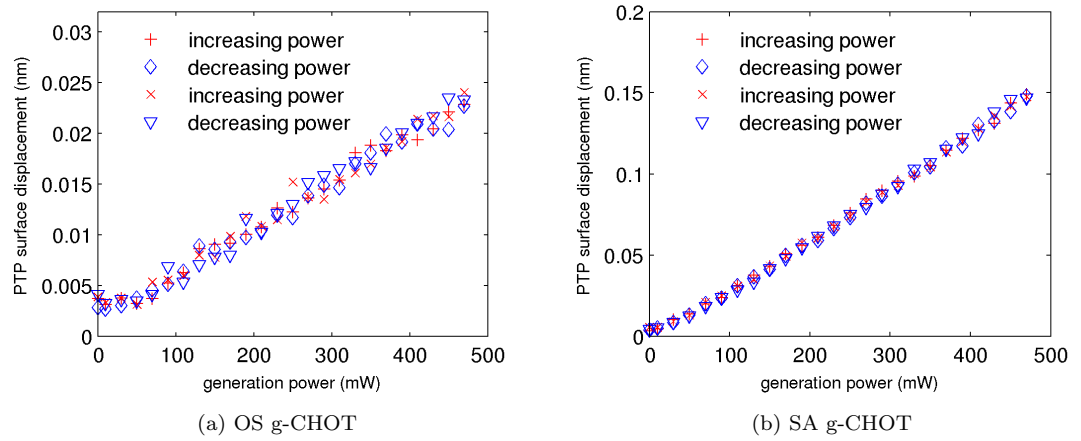 0.03
0.025
0.02
0.015
0.01
0.005
0
PTP surface displacement (nm)
increasing power
decreasing power
increasing power
decreasing power
0 100 200 300 400 500
generation power (mW)
(a) OS g-CHOT
0.2
0.15
0.1
0.05
0
PTP surface displacement (nm)
increasing power
decreasing power
increasing power
decreasing power
0 100 200 300 400 500
generation power (mW)
(b) SA g-CHOT